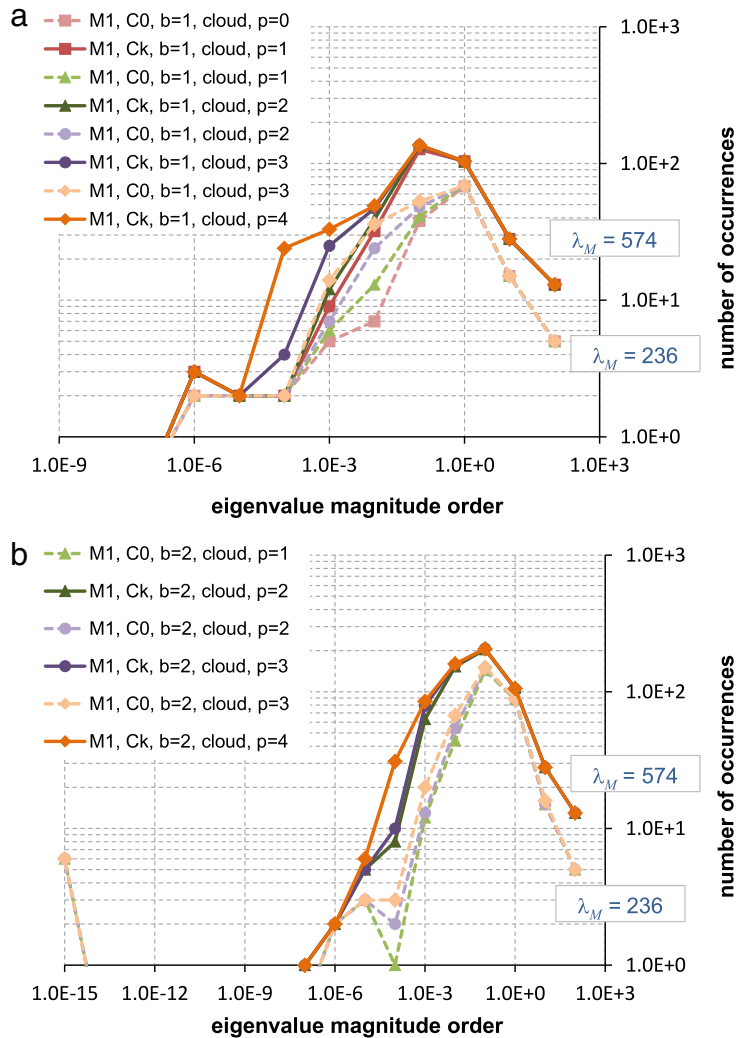 a
M1, C0, b=1, cloud, p=0
M1, Ck, b=1, cloud, p=1
M1, C0, b=1, cloud, p=1
M1, Ck, b=1, cloud, p=2
M1, C0, b=1, cloud, p=2
M1, Ck, b=1, cloud, p=3
M1, C0, b=1, cloud, p=3
M1, Ck, b=1, cloud, p=4
1.0E+3
1.0E+2
1.0E+1
1.0E+0
number of occurrences
λM = 574
λM = 236
1.0E-9
1.0E-6
1.0E-3
1.0E+0
1.0E+3
eigenvalue magnitude order
b
M1, C0, b=2, cloud, p=1
M1, Ck, b=2, cloud, p=2
M1, C0, b=2, cloud, p=2
M1, Ck, b=2, cloud, p=3
M1, C0, b=2, cloud, p=3
M1, Ck, b=2, cloud, p=4
1.0E+3
1.0E+2
1.0E+1
1.0E+0
number of occurrences
λM = 574
λM = 236
1.0E-15
1.0E-12
1.0E-9
1.0E-6
1.0E-3
1.0E+0
1.0E+3
eigenvalue magnitude order